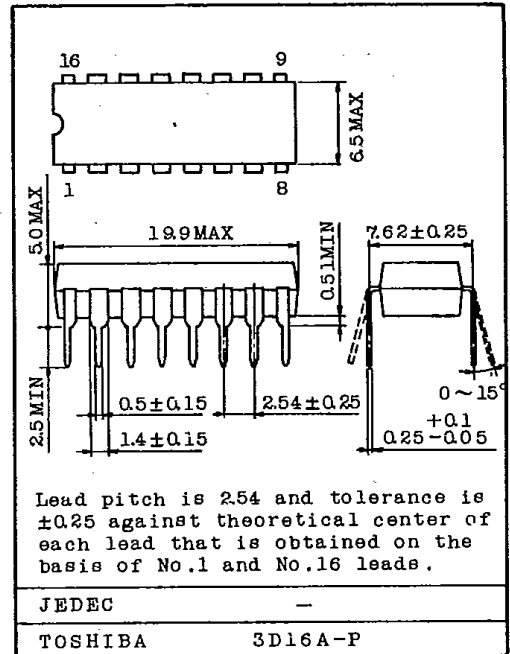 16 9
6.5MAX
1 8
5.0MAX
19.9MAX
0.51MIN
7.62±0.25
2.5MIN
0.5±0.15
2.54±0.25
1.4±0.15
0~15°
+0.1
0.25-0.05
Lead pitch is 2.54 and tolerance is
±0.25 against theoretical center of
each lead that is obtained on the
basis of No.1 and No.16 leads.
JEDEC —
TOSHIBA 3D16A-P